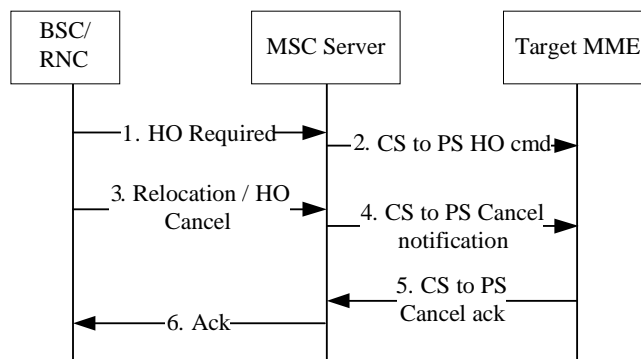 BSC/
RNC
MSC Server
Target MME
1. HO Required
2. CS to PS HO cmd
3. Relocation / HO
Cancel
4. CS to PS Cancel
notification
5. CS to PS
Cancel ack
6. Ack